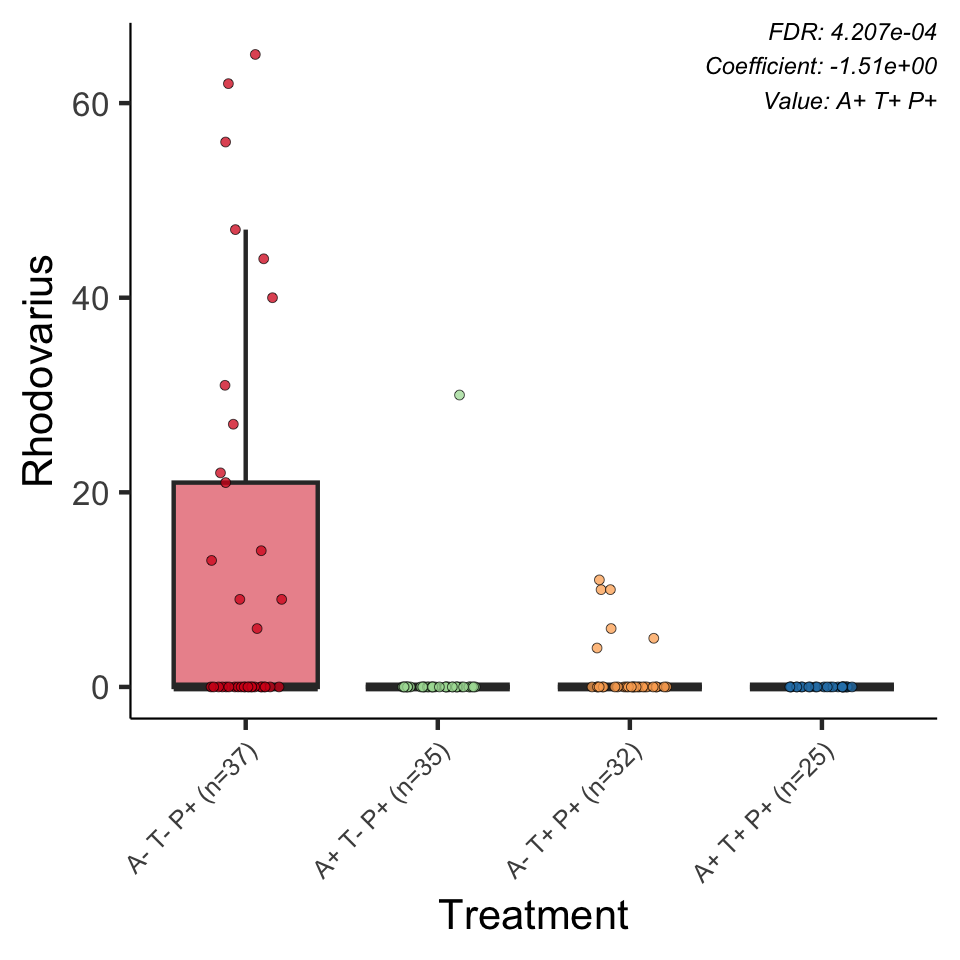 FDR: 4.207e-04
Coefficient: -1.51e+00
Value: A+ T+ P+
Rhodovarius
60
40
20
0
A- T- P+ (n=37)
A+ T- P+ (n=35)
A- T+ P+ (n=32)
A+ T+ P+ (n=25)
Treatment